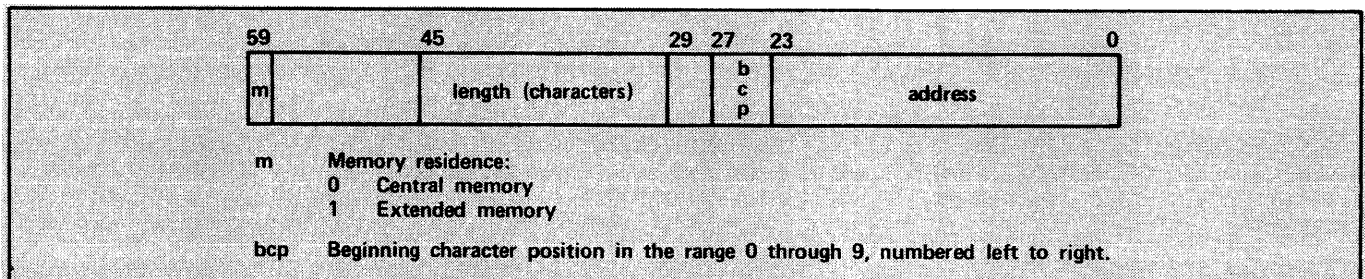 59 45 29 27 23 0
m length (characters) b c p address
m Memory residence:
0 Central memory
1 Extended memory
bcp Beginning character position in the range 0 through 9, numbered left to right.